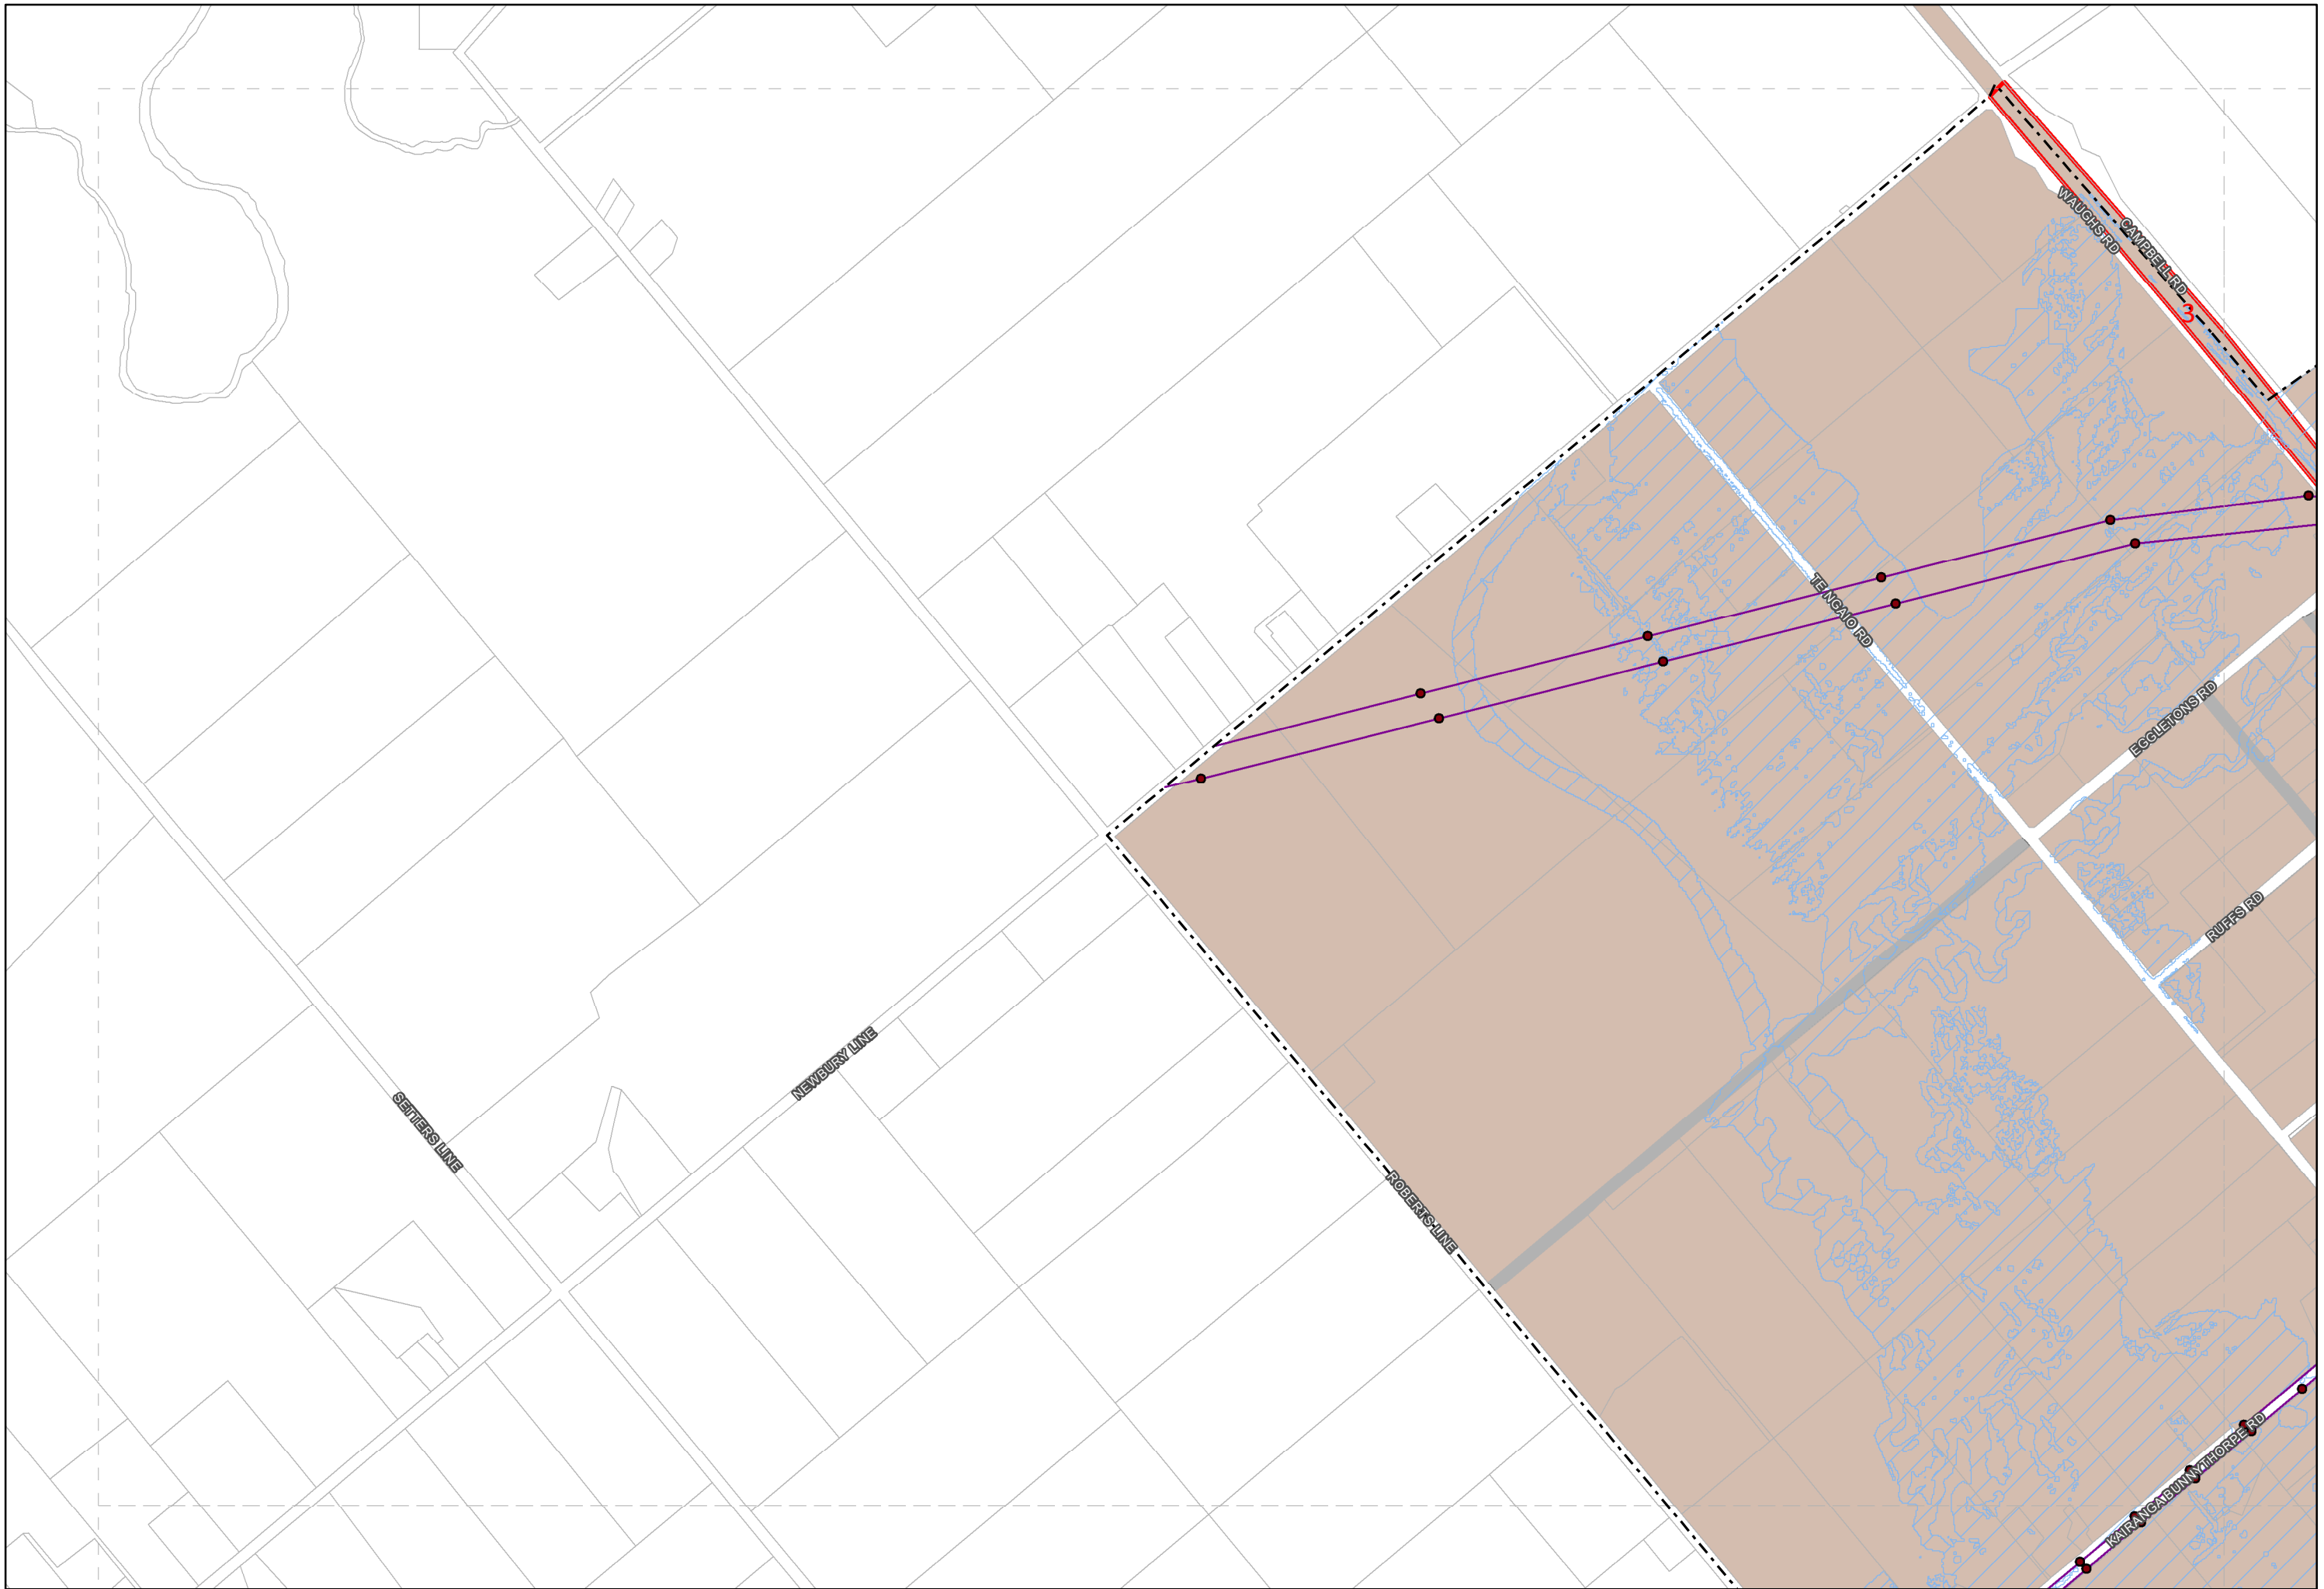 WAUGHS RD
CAMPBELL RD
3
TE NGAIO RD
EGGLETONS RD
RUFFS RD
NEWBURY LINE
SETTERS LINE
ROBERTS LINE
KAIRANGA BUNNYTHORPE RD